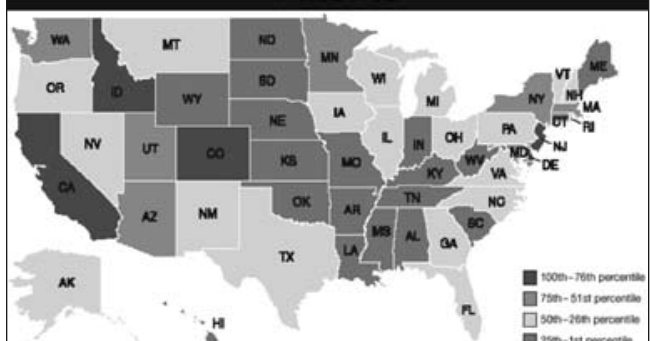 WA
MT
ND
MN
ME
VT
NH
OR
ID
SD
WI
MI
NY
MA
WY
IA
CT
RI
NE
PA
NJ
NV
UT
CO
IL
IN
OH
MD
DE
KS
MO
WV
VA
KY
CA
OK
TN
NC
AZ
NM
AR
SC
MS
AL
GA
TX
LA
AK
FL
HI
100th–76th percentile
75th–51st percentile
50th–26th percentile
25th–1st percentile